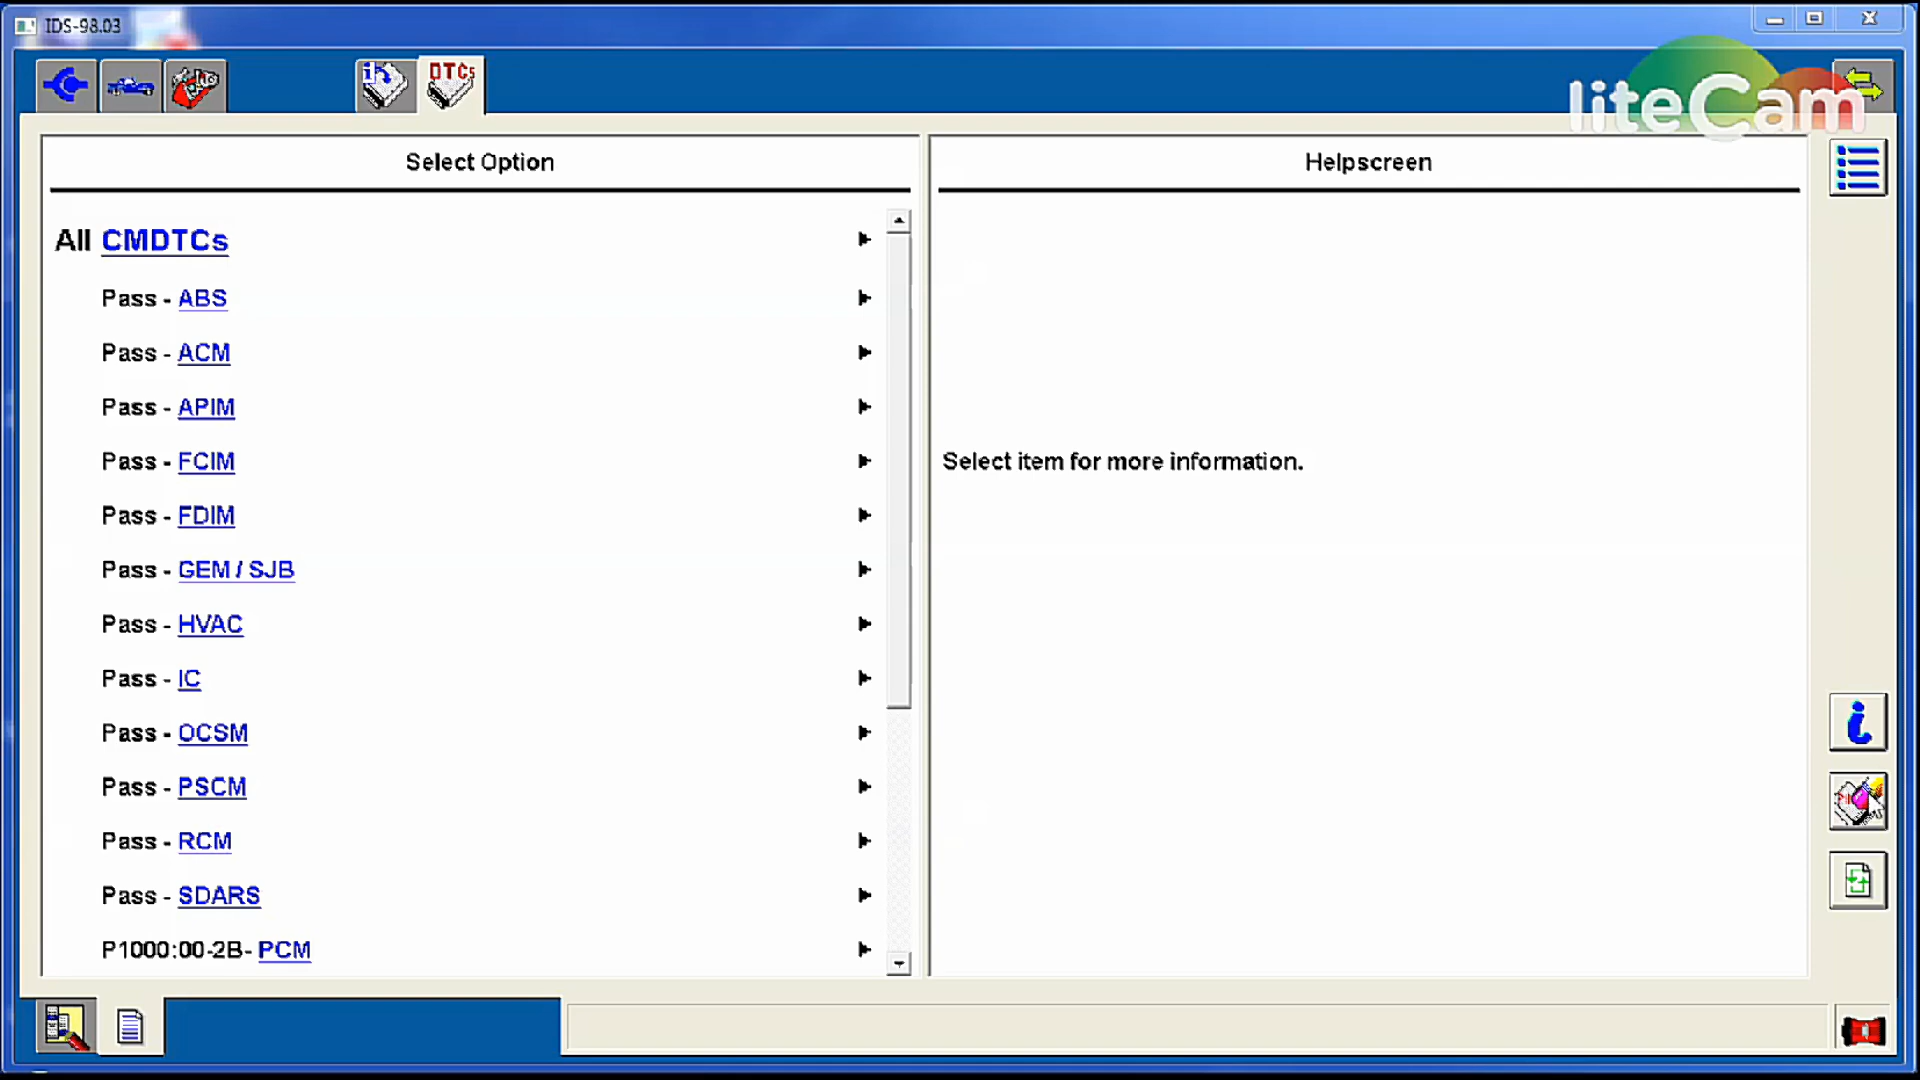 IDS-98.03
DTCs
liteCam
Select Option
Helpscreen
All CMDTCs
Pass - ABS
Pass - ACM
Pass - APIM
Pass - FCIM
Select item for more information.
Pass - FDIM
Pass - GEM / SJB
Pass - HVAC
Pass - IC
Pass - OCSM
Pass - PSCM
Pass - RCM
Pass - SDARS
P1000:00-2B- PCM